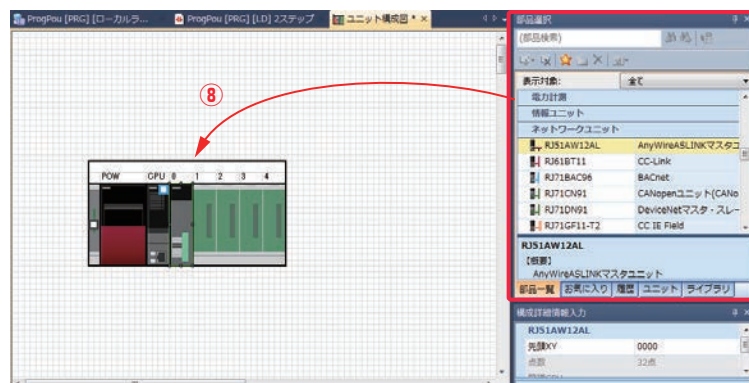 ProgPou [PRG] [ローカルラ...
ProgPou [PRG] [LD] 2ステップ
ユニット構成図 *
部品選択
(部品検索)
表示対象: 全て
電力計測
情報ユニット
ネットワークユニット
RJ51AW12AL AnyWireASLINKマスタユ
RJ61BT11 CC-Link
RJ71BAC96 BACnet
RJ71CN91 CANopenユニット(CANo
RJ71DN91 DeviceNetマスタ・スレー
RJ71GF11-T2 CC IE Field
RJ51AW12AL
【概要】
AnyWireASLINKマスタユニット
部品一覧 お気に入り 履歴 ユニット ライブラリ
構成詳細情報入力
RJ51AW12AL
先頭XY 0000
点数 32点
⑧
POW CPU 0 1 2 3 4